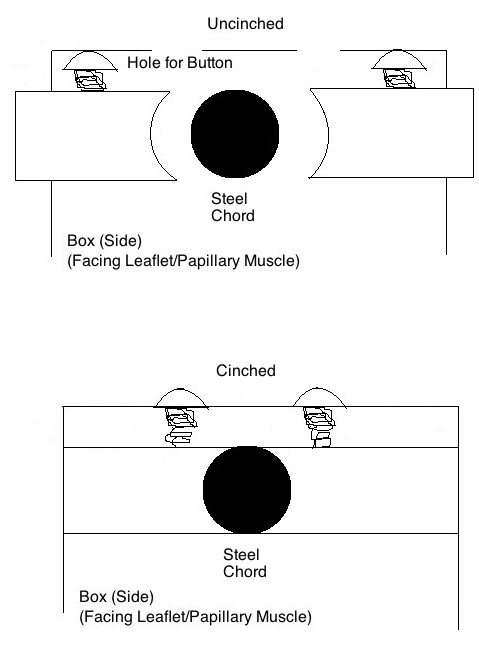 Uncinched
Hole for Button
Steel
Chord
Box (Side)
(Facing Leaflet/Papillary Muscle)
Cinched
Steel
Chord
Box (Side)
(Facing Leaflet/Papillary Muscle)